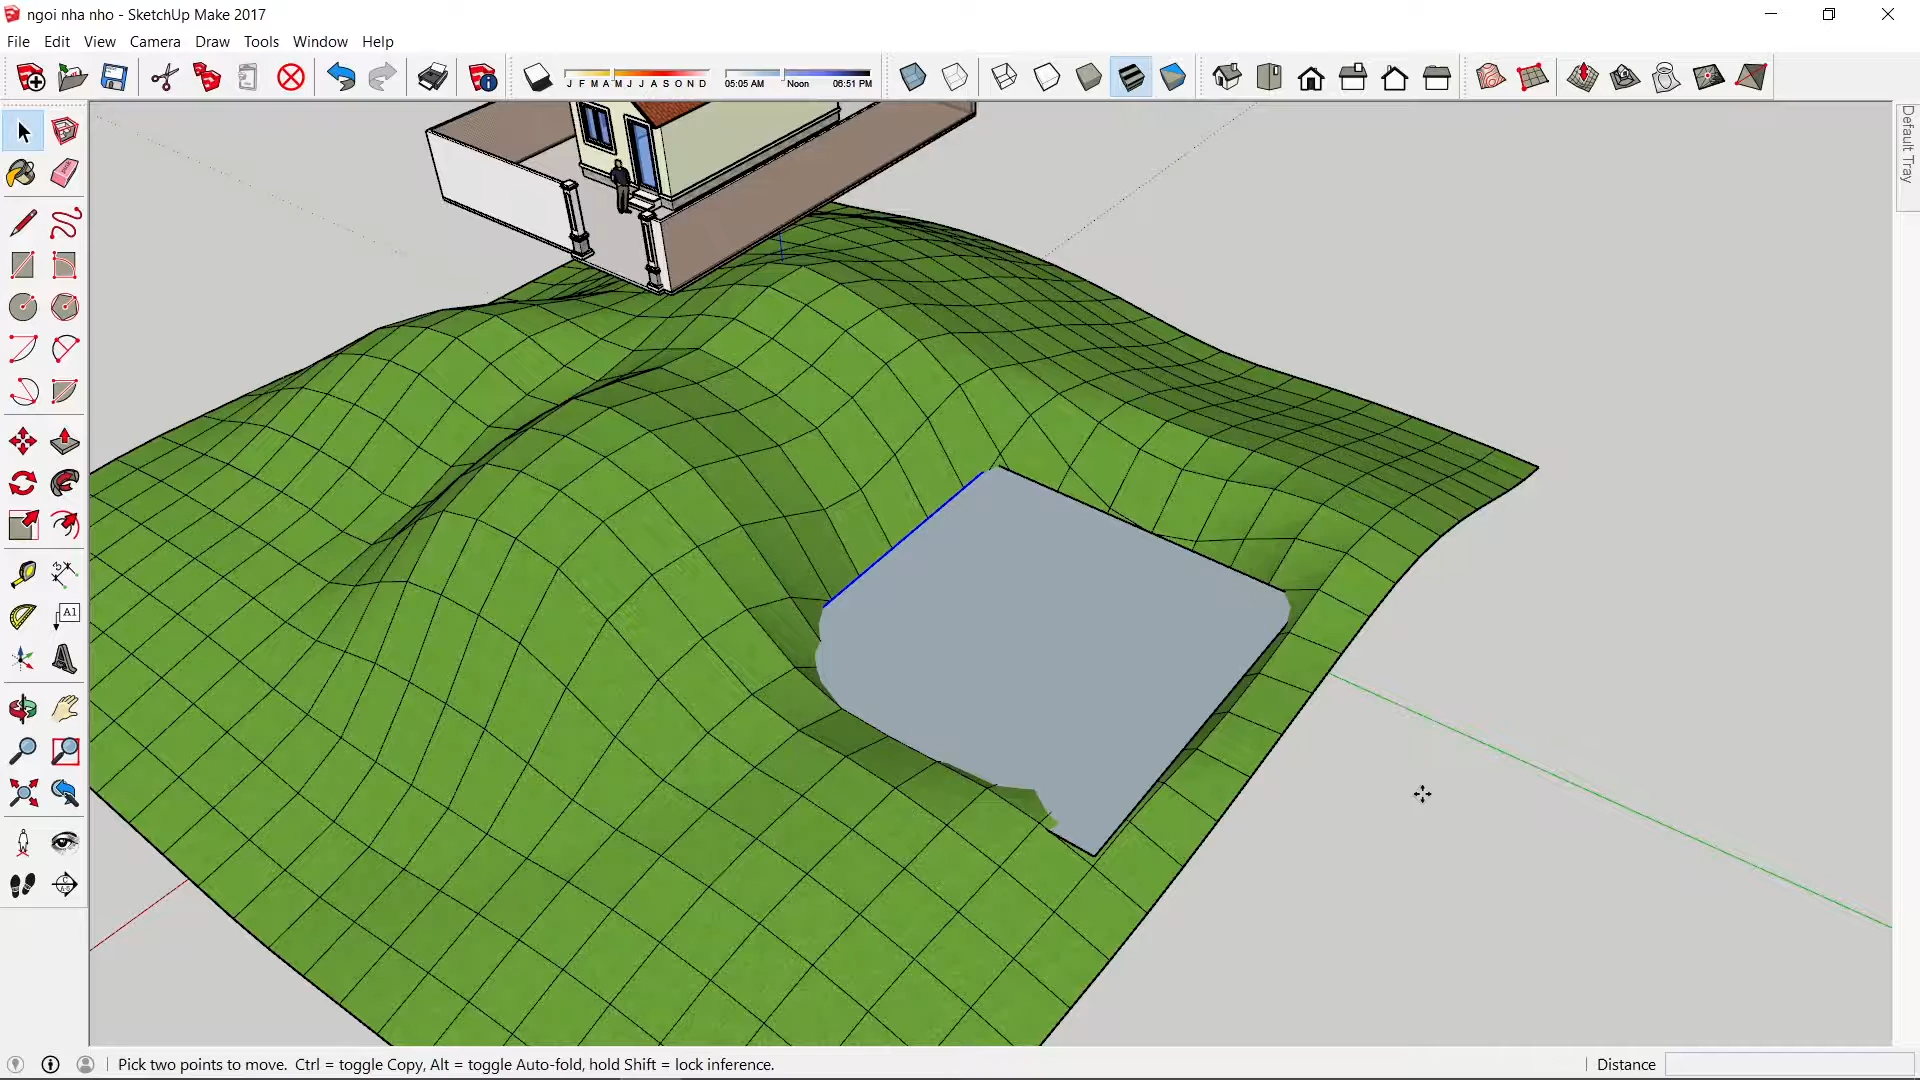 ngoi nha nho - SketchUp Make 2017
File Edit View Camera Draw Tools Window Help
J F M A M J J A S O N D
05:05 AM Noon 06:51 PM
Default Tray
A1
Pick two points to move. Ctrl = toggle Copy, Alt = toggle Auto-fold, hold Shift = lock inference.
Distance